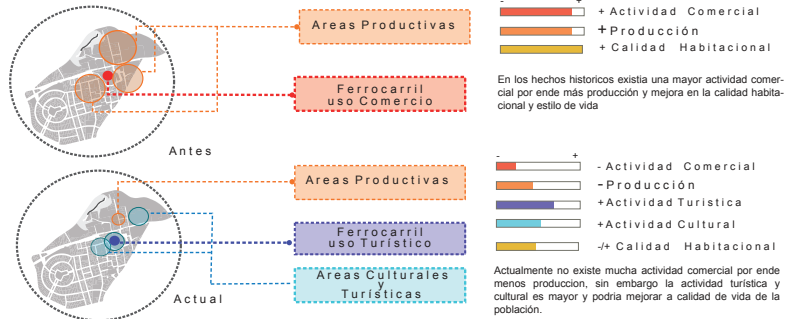 Areas Productivas
Ferrocarril
uso Comercio
Antes
- +
+ Actividad Comercial
+ Producción
+ Calidad Habitacional
En los hechos historicos existia una mayor actividad comer-
cial por ende más producción y mejora en la calidad habita-
cional y estilo de vida
Areas Productivas
Ferrocarril
uso Turístico
Areas Culturales
y
Turísticas
Actual
- +
- Actividad Comercial
- Producción
+Actividad Turistica
+Actividad Cultural
-/+ Calidad Habitacional
Actualmente no existe mucha actividad comercial por ende
menos produccion, sin embargo la actividad turística y
cultural es mayor y podria mejorar a calidad de vida de la
población.